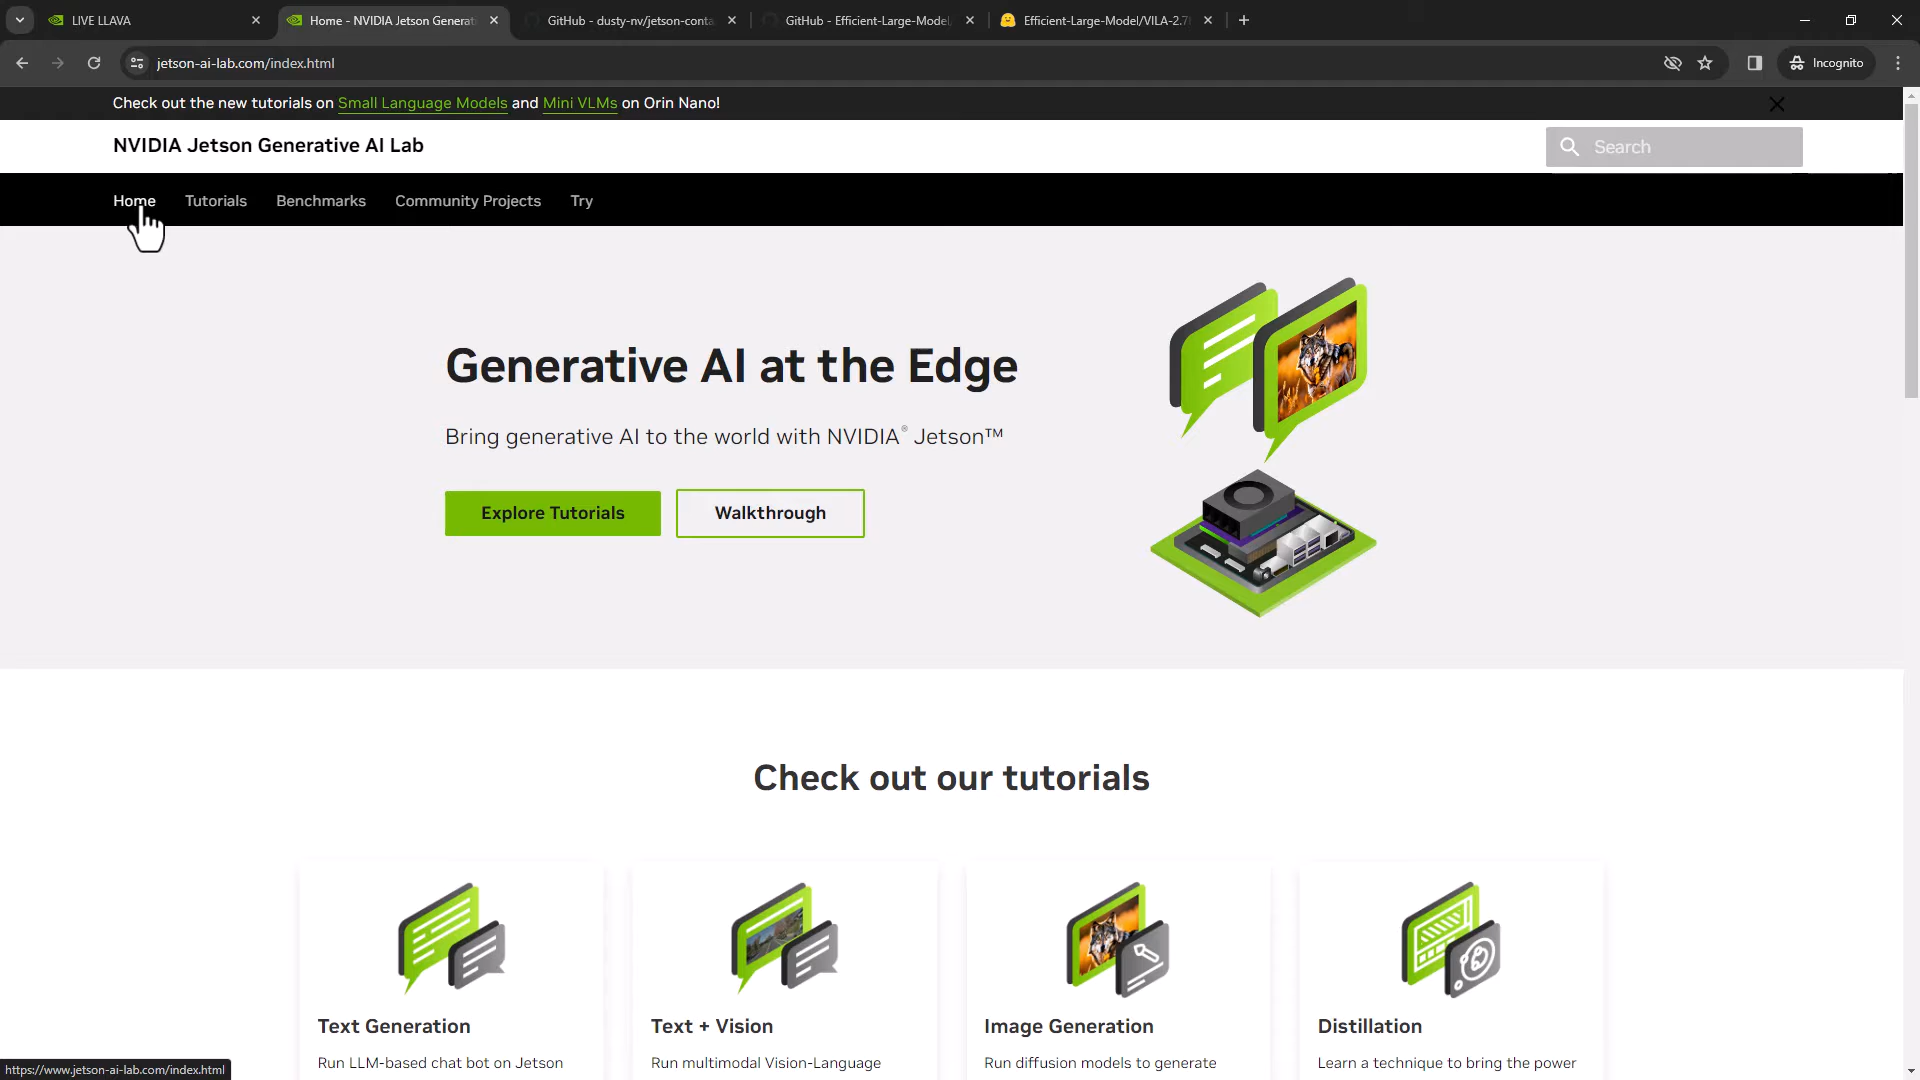 LIVE LLAVA
Home - NVIDIA Jetson Generat
GitHub - dusty-nv/jetson-conta
GitHub - Efficient-Large-Model
Efficient-Large-Model/VILA-2.7
jetson-ai-lab.com/index.html
Incognito
Check out the new tutorials on Small Language Models and Mini VLMs on Orin Nano!
NVIDIA Jetson Generative AI Lab
Search
Home
Tutorials
Benchmarks
Community Projects
Try
Generative AI at the Edge
Bring generative AI to the world with NVIDIA® Jetson™
Explore Tutorials
Walkthrough
Check out our tutorials
Text Generation
Run LLM-based chat bot on Jetson
Text + Vision
Run multimodal Vision-Language
Image Generation
Run diffusion models to generate
Distillation
Learn a technique to bring the power
https://www.jetson-ai-lab.com/index.html